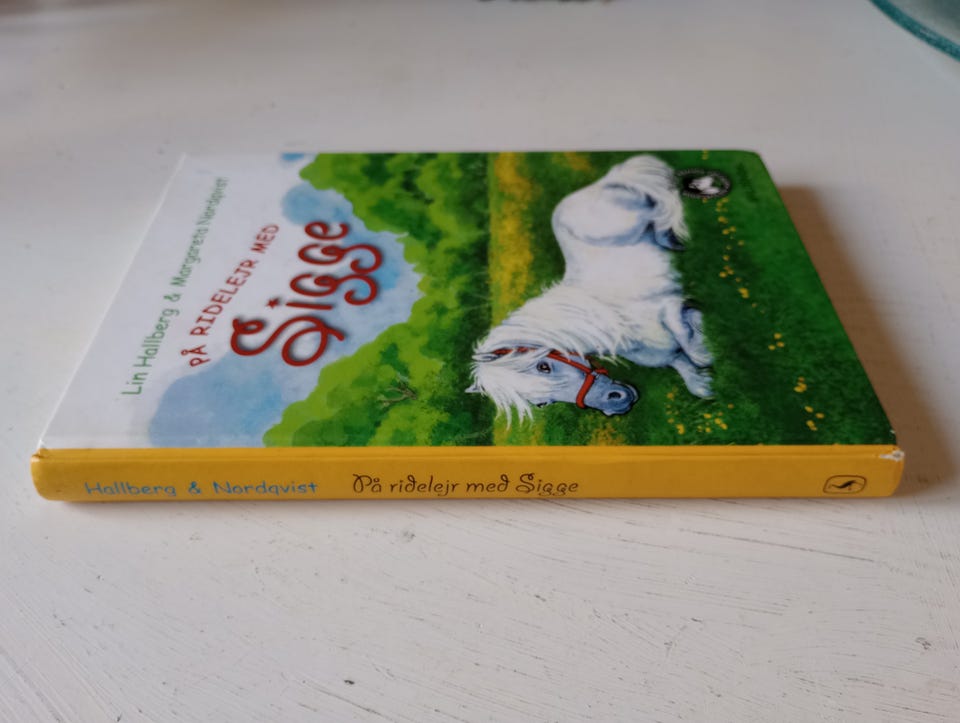 Lin Hallberg & Margareta Nordqvist
PÅ RIDELEJR MED
Sigge
Hallberg & Nordqvist På ridelejr med Sigge